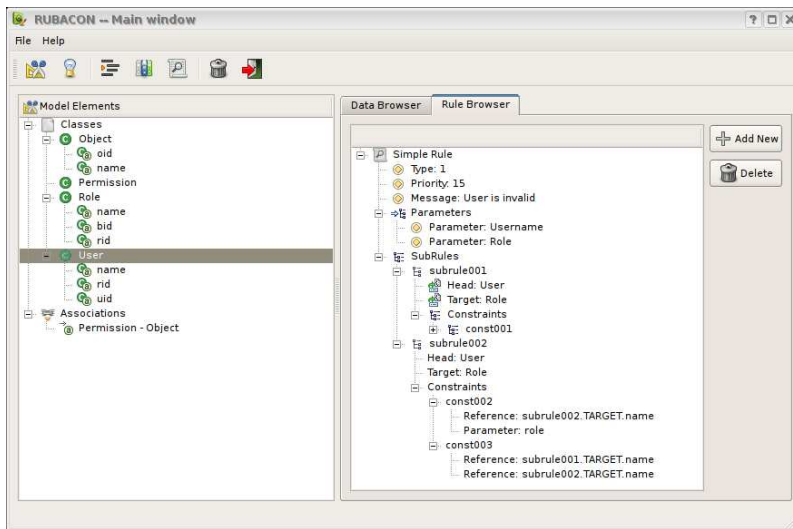 RUBACON -- Main window
File Help
Model Elements
Classes
Object
oid
name
Permission
Role
name
bid
rid
User
name
rid
uid
Associations
Permission - Object
Data Browser Rule Browser
Simple Rule
Type: 1
Priority: 15
Message: User is invalid
Parameters
Parameter: Username
Parameter: Role
SubRules
subrule001
Head: User
Target: Role
Constraints
const001
subrule002
Head: User
Target: Role
Constraints
const002
Reference: subrule002.TARGET.name
Parameter: role
const003
Reference: subrule001.TARGET.name
Reference: subrule002.TARGET.name
Add New
Delete